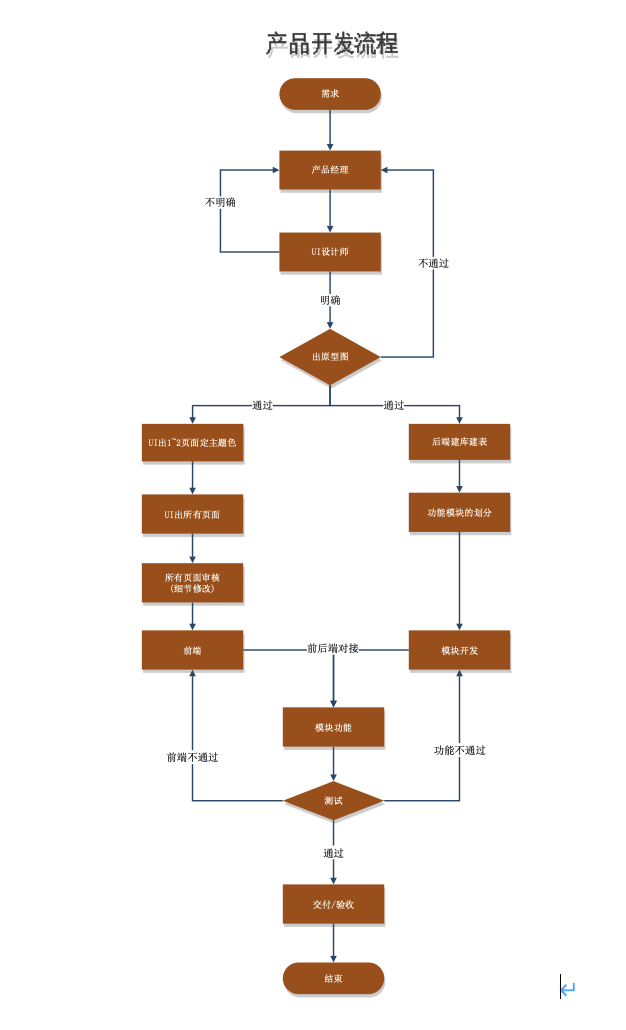 产品开发流程
需求
产品经理
不明确
UI设计师
不通过
明确
出原型图
通过
通过
UI出1~2页面定主题色
后端建库建表
UI出所有页面
功能模块的划分
所有页面审核
(细节修改)
前端
前后端对接
模块开发
模块功能
前端不通过
功能不通过
测试
通过
交付/验收
结束